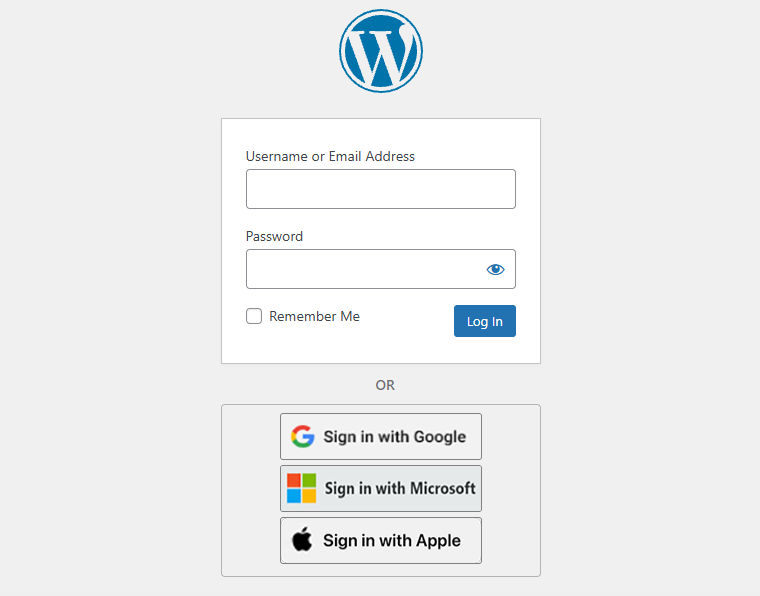 Username or Email Address
Password
Remember Me
Log In
OR
Sign in with Google
Sign in with Microsoft
Sign in with Apple